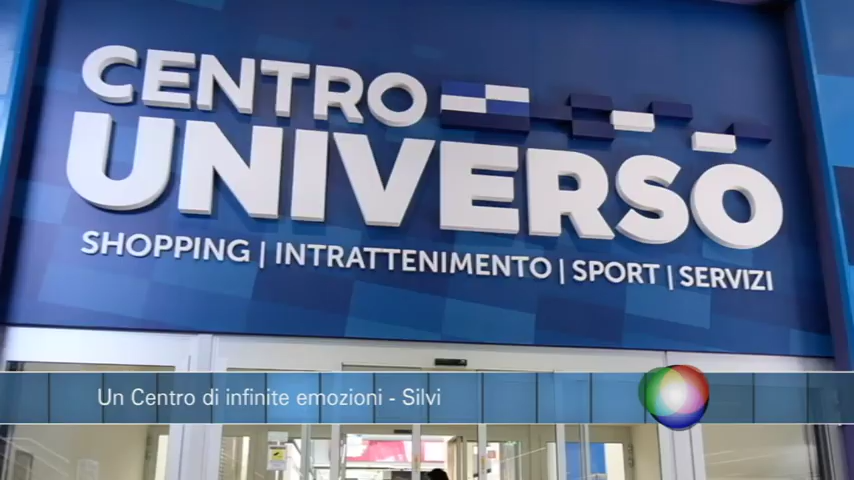 CENTRO
UNIVERSO
SHOPPING | INTRATTENIMENTO | SPORT | SERVIZI
Un Centro di infinite emozioni - Silvi